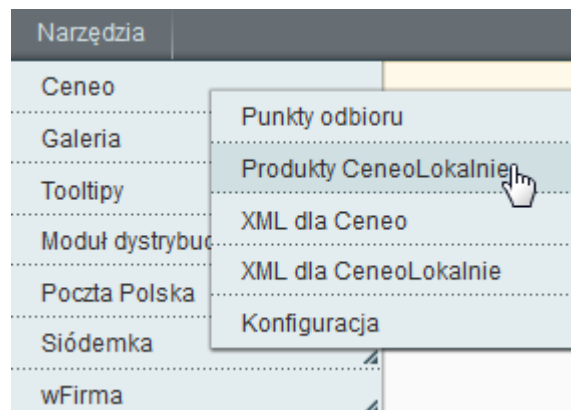 Narzędzia
Ceneo
Galeria
Tooltipy
Moduł dystrybuc
Poczta Polska
Siódemka
wFirma
Punkty odbioru
Produkty CeneoLokalnie
XML dla Ceneo
XML dla CeneoLokalnie
Konfiguracja